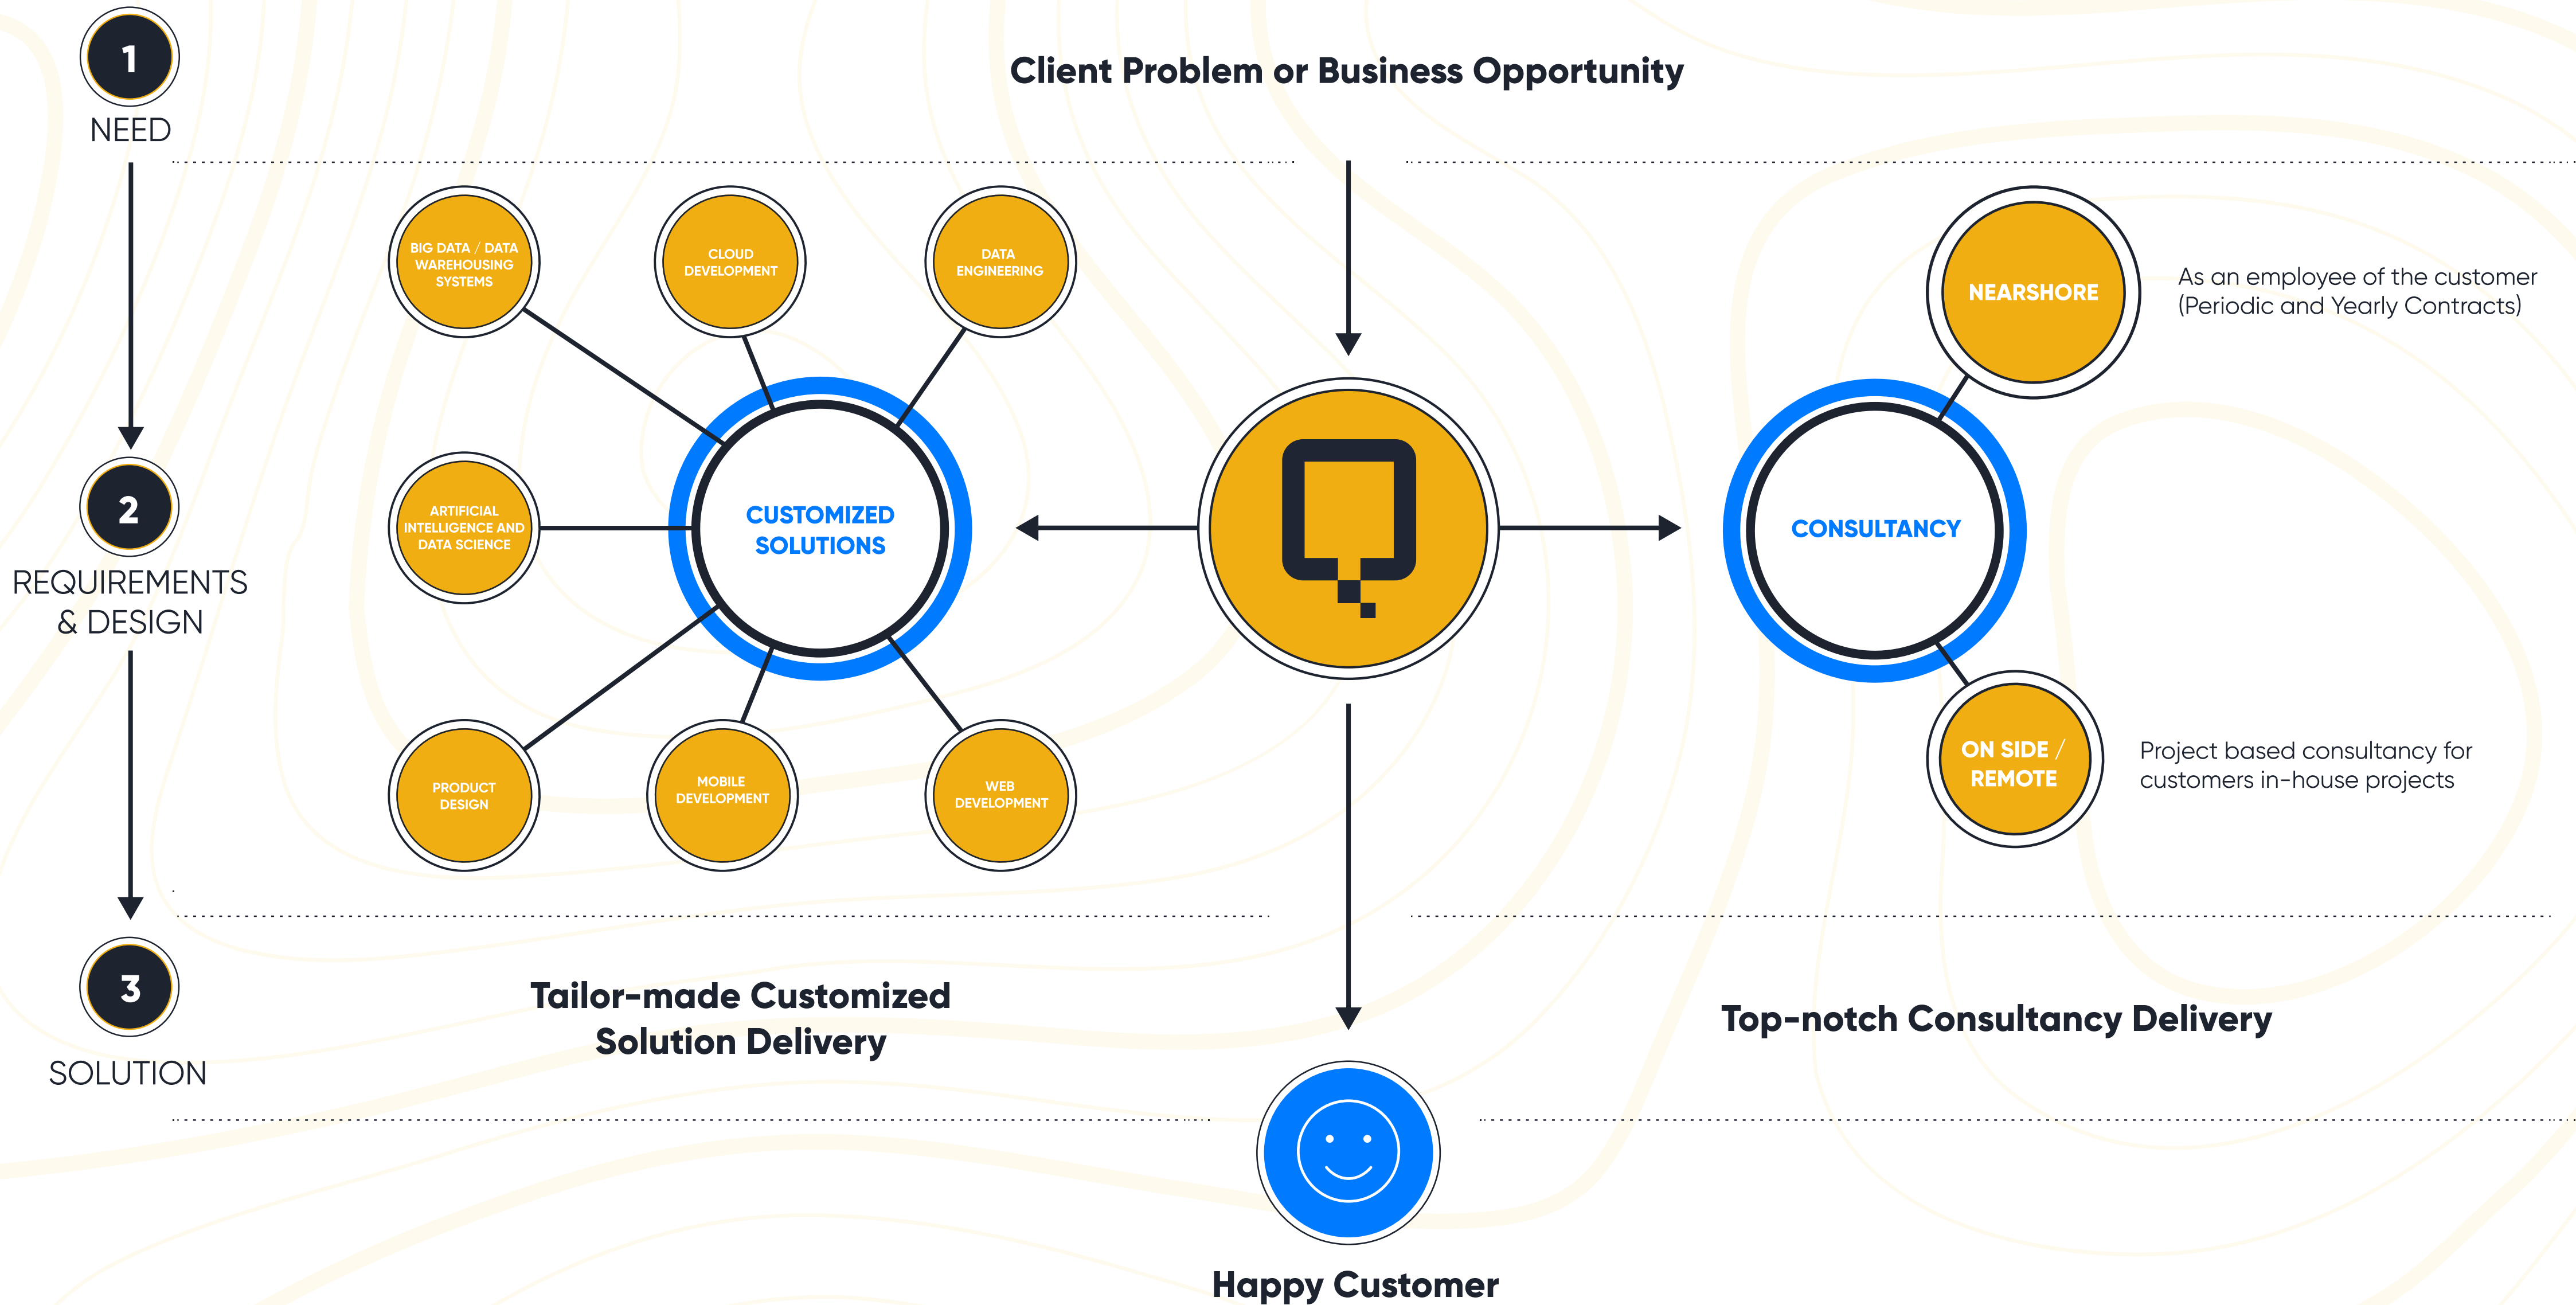 1
NEED
Client Problem or Business Opportunity
BIG DATA / DATA
WAREHOUSING
SYSTEMS
CLOUD
DEVELOPMENT
DATA
ENGINEERING
NEARSHORE
As an employee of the customer
(Periodic and Yearly Contracts)
2
REQUIREMENTS
& DESIGN
ARTIFICIAL
INTELLIGENCE AND
DATA SCIENCE
CUSTOMIZED
SOLUTIONS
CONSULTANCY
PRODUCT
DESIGN
MOBILE
DEVELOPMENT
WEB
DEVELOPMENT
ON SIDE /
REMOTE
Project based consultancy for
customers in-house projects
3
SOLUTION
Tailor-made Customized
Solution Delivery
Top-notch Consultancy Delivery
Happy Customer